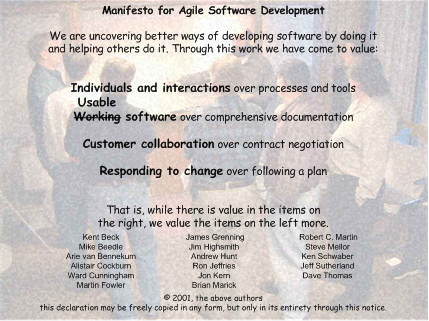 Manifesto for Agile Software Development
We are uncovering better ways of developing software by doing it
and helping others do it. Through this work we have come to value:
Individuals and interactions over processes and tools
Usable
Working software over comprehensive documentation
Customer collaboration over contract negotiation
Responding to change over following a plan
That is, while there is value in the items on
the right, we value the items on the left more.
Kent Beck James Grenning Robert C. Martin
Mike Beedle Jim Highsmith Steve Mellor
Arie van Bennekum Andrew Hunt Ken Schwaber
Alistair Cockburn Ron Jeffries Jeff Sutherland
Ward Cunningham Jon Kern Dave Thomas
Martin Fowler Brian Marick
© 2001, the above authors
this declaration may be freely copied in any form, but only in its entirety through this notice.